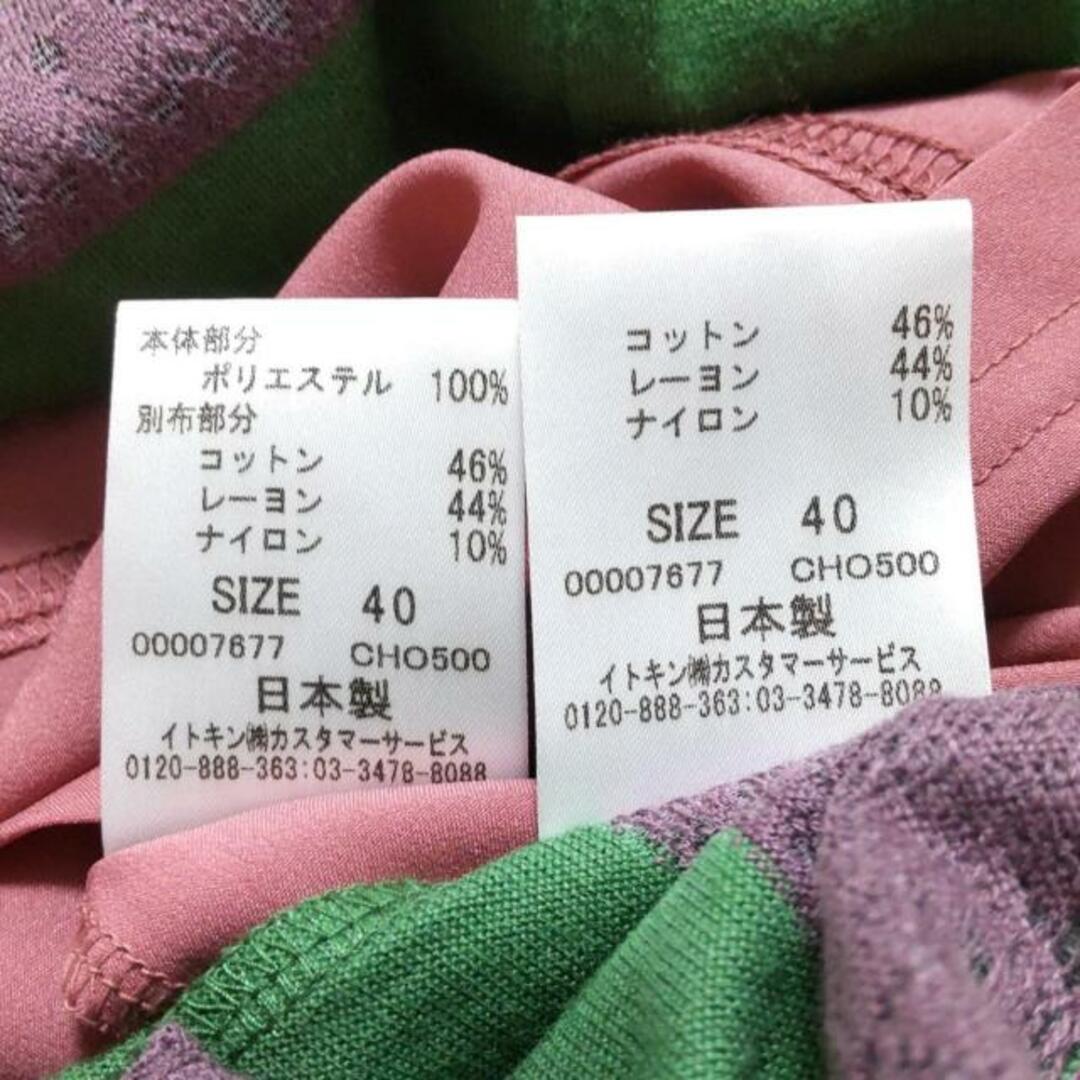 本体部分
ポリエステル 100%
別布部分
コットン 46%
レーヨン 44%
ナイロン 10%
SIZE 40
00007677 CHO500
日本製
イトキン㈱カスタマーサービス
0120-888-363:03-3478-8088
コットン 46%
レーヨン 44%
ナイロン 10%
SIZE 40
00007677 CHO500
日本製
イトキン㈱カスタマーサービス
0120-888-363:03-3478-8088